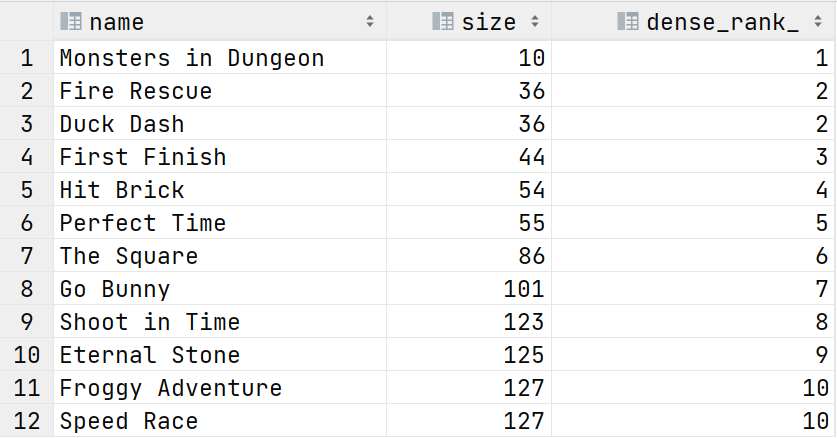 name size dense_rank_
1 Monsters in Dungeon 10 1
2 Fire Rescue 36 2
3 Duck Dash 36 2
4 First Finish 44 3
5 Hit Brick 54 4
6 Perfect Time 55 5
7 The Square 86 6
8 Go Bunny 101 7
9 Shoot in Time 123 8
10 Eternal Stone 125 9
11 Froggy Adventure 127 10
12 Speed Race 127 10